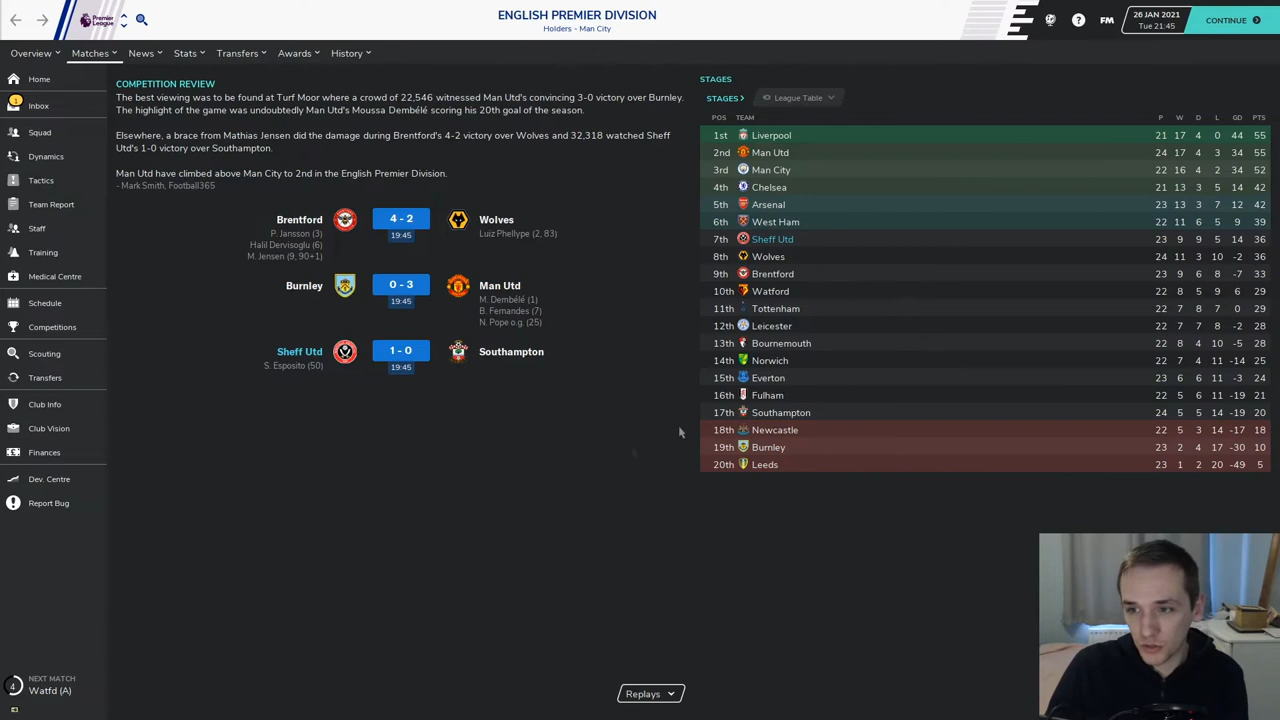 Premier League
ENGLISH PREMIER DIVISION
Holders - Man City
FM
26 JAN 2021
Tue 21:45
CONTINUE
Overview
Matches
News
Stats
Transfers
Awards
History
Home
1
Inbox
Squad
Dynamics
Tactics
Team Report
Staff
Training
Medical Centre
Schedule
Competitions
Scouting
Transfers
Club Info
Club Vision
Finances
Dev. Centre
Report Bug
4
NEXT MATCH
Watfd (A)
COMPETITION REVIEW
The best viewing was to be found at Turf Moor where a crowd of 22,546 witnessed Man Utd's convincing 3-0 victory over Burnley.
The highlight of the game was undoubtedly Man Utd's Moussa Dembélé scoring his 20th goal of the season.
Elsewhere, a brace from Mathias Jensen did the damage during Brentford's 4-2 victory over Wolves and 32,318 watched Sheff
Utd's 1-0 victory over Southampton.
Man Utd have climbed above Man City to 2nd in the English Premier Division.
- Mark Smith, Football365
Brentford 4 - 2 Wolves
P. Jansson (3) 19:45 Luiz Phellype (2, 83)
Halil Dervisoglu (6)
M. Jensen (9, 90+1)
Burnley 0 - 3 Man Utd
19:45 M. Dembélé (1)
B. Fernandes (7)
N. Pope o.g. (25)
Sheff Utd 1 - 0 Southampton
S. Esposito (50) 19:45
Replays
STAGES
STAGES League Table
POS TEAM P W D L GD PTS
1st Liverpool 21 17 4 0 44 55
2nd Man Utd 24 17 4 3 34 55
3rd Man City 22 16 4 2 34 52
4th Chelsea 21 13 3 5 14 42
5th Arsenal 23 13 3 7 12 42
6th West Ham 22 11 6 5 9 39
7th Sheff Utd 23 9 9 5 14 36
8th Wolves 24 11 3 10 -2 36
9th Brentford 23 9 6 8 -7 33
10th Watford 22 8 5 9 6 29
11th Tottenham 22 7 8 7 0 29
12th Leicester 22 7 7 8 -2 28
13th Bournemouth 22 8 4 10 -5 28
14th Norwich 22 7 4 11 -14 25
15th Everton 23 6 6 11 -3 24
16th Fulham 22 5 6 11 -19 21
17th Southampton 24 5 5 14 -19 20
18th Newcastle 22 5 3 14 -17 18
19th Burnley 23 2 4 17 -30 10
20th Leeds 23 1 2 20 -49 5